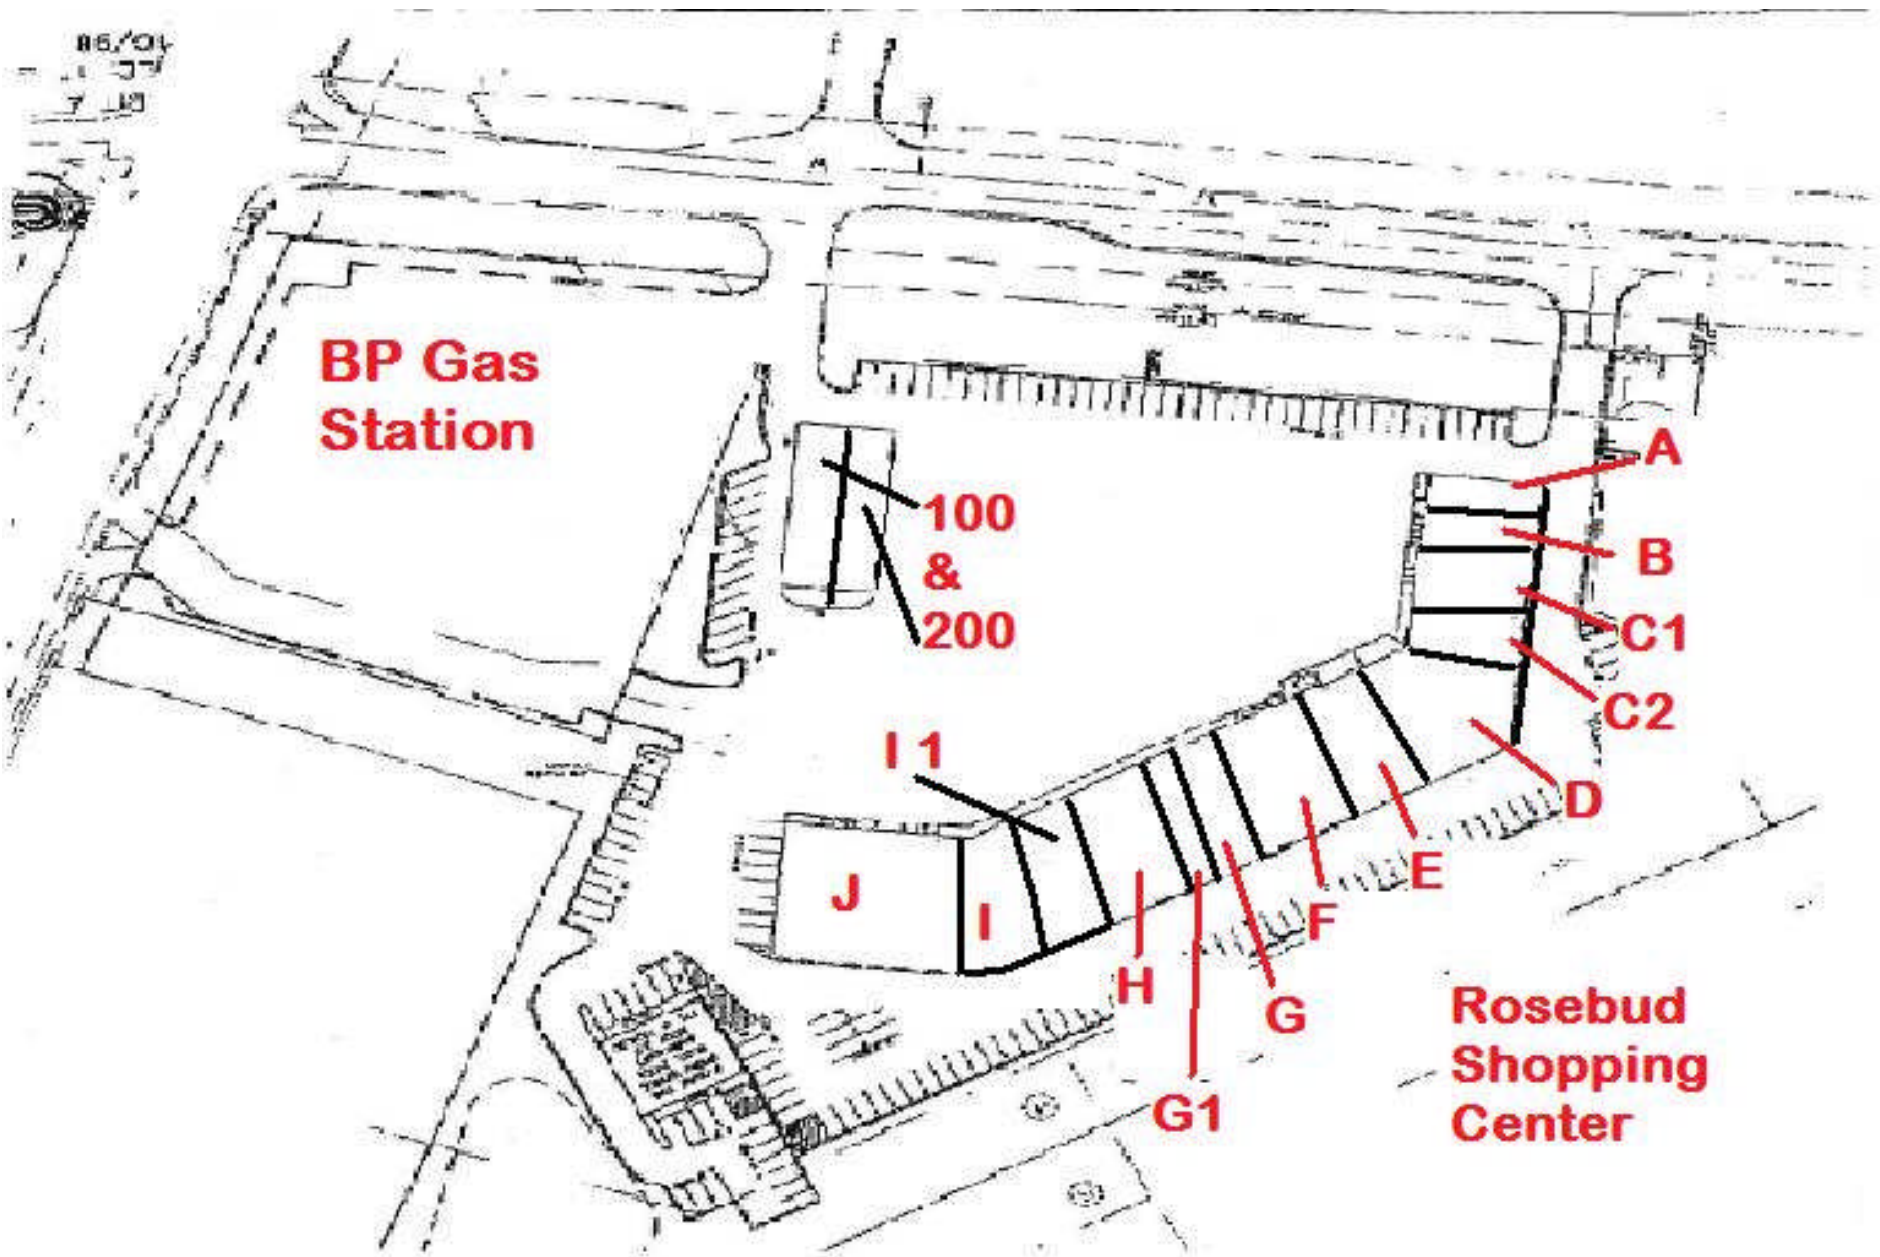 BP Gas
Station
100
&
200
A
B
C1
C2
D
E
F
G
G1
H
I 1
I
J
Rosebud
Shopping
Center